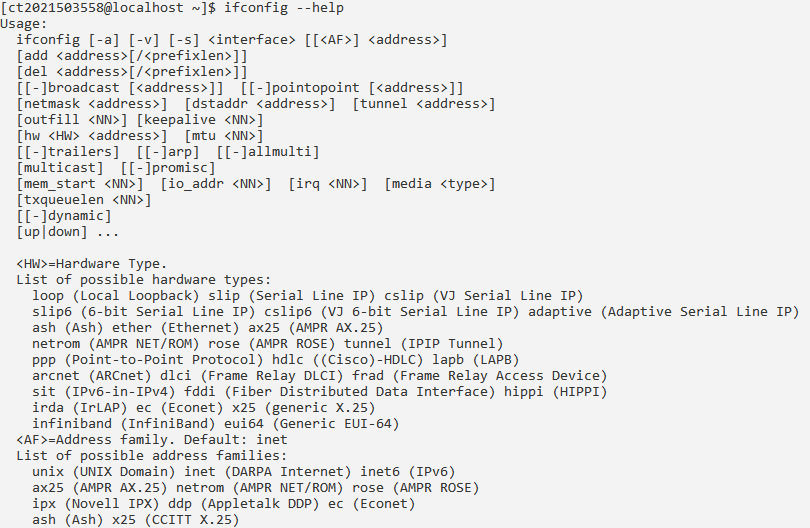 [ct2021503558@localhost ~]$ ifconfig --help
Usage:
  ifconfig [-a] [-v] [-s] <interface> [[<AF>] <address>]
  [add <address>[/<prefixlen>]]
  [del <address>[/<prefixlen>]]
  [[-]broadcast [<address>]]  [[-]pointopoint [<address>]]
  [netmask <address>]  [dstaddr <address>]  [tunnel <address>]
  [outfill <NN>] [keepalive <NN>]
  [hw <HW> <address>]  [mtu <NN>]
  [[-]trailers]  [[-]arp]  [[-]allmulti]
  [multicast]  [[-]promisc]
  [mem_start <NN>]  [io_addr <NN>]  [irq <NN>]  [media <type>]
  [txqueuelen <NN>]
  [[-]dynamic]
  [up|down] ...
  <HW>=Hardware Type.
  List of possible hardware types:
    loop (Local Loopback) slip (Serial Line IP) cslip (VJ Serial Line IP)
    slip6 (6-bit Serial Line IP) cslip6 (VJ 6-bit Serial Line IP) adaptive (Adaptive Serial Line IP)
    ash (Ash) ether (Ethernet) ax25 (AMPR AX.25)
    netrom (AMPR NET/ROM) rose (AMPR ROSE) tunnel (IPIP Tunnel)
    ppp (Point-to-Point Protocol) hdlc ((Cisco)-HDLC) lapb (LAPB)
    arcnet (ARCnet) dlci (Frame Relay DLCI) frad (Frame Relay Access Device)
    sit (IPv6-in-IPv4) fddi (Fiber Distributed Data Interface) hippi (HIPPI)
    irda (IrLAP) ec (Econet) x25 (generic X.25)
    infiniband (InfiniBand) eui64 (Generic EUI-64)
  <AF>=Address family. Default: inet
  List of possible address families:
    unix (UNIX Domain) inet (DARPA Internet) inet6 (IPv6)
    ax25 (AMPR AX.25) netrom (AMPR NET/ROM) rose (AMPR ROSE)
    ipx (Novell IPX) ddp (Appletalk DDP) ec (Econet)
    ash (Ash) x25 (CCITT X.25)